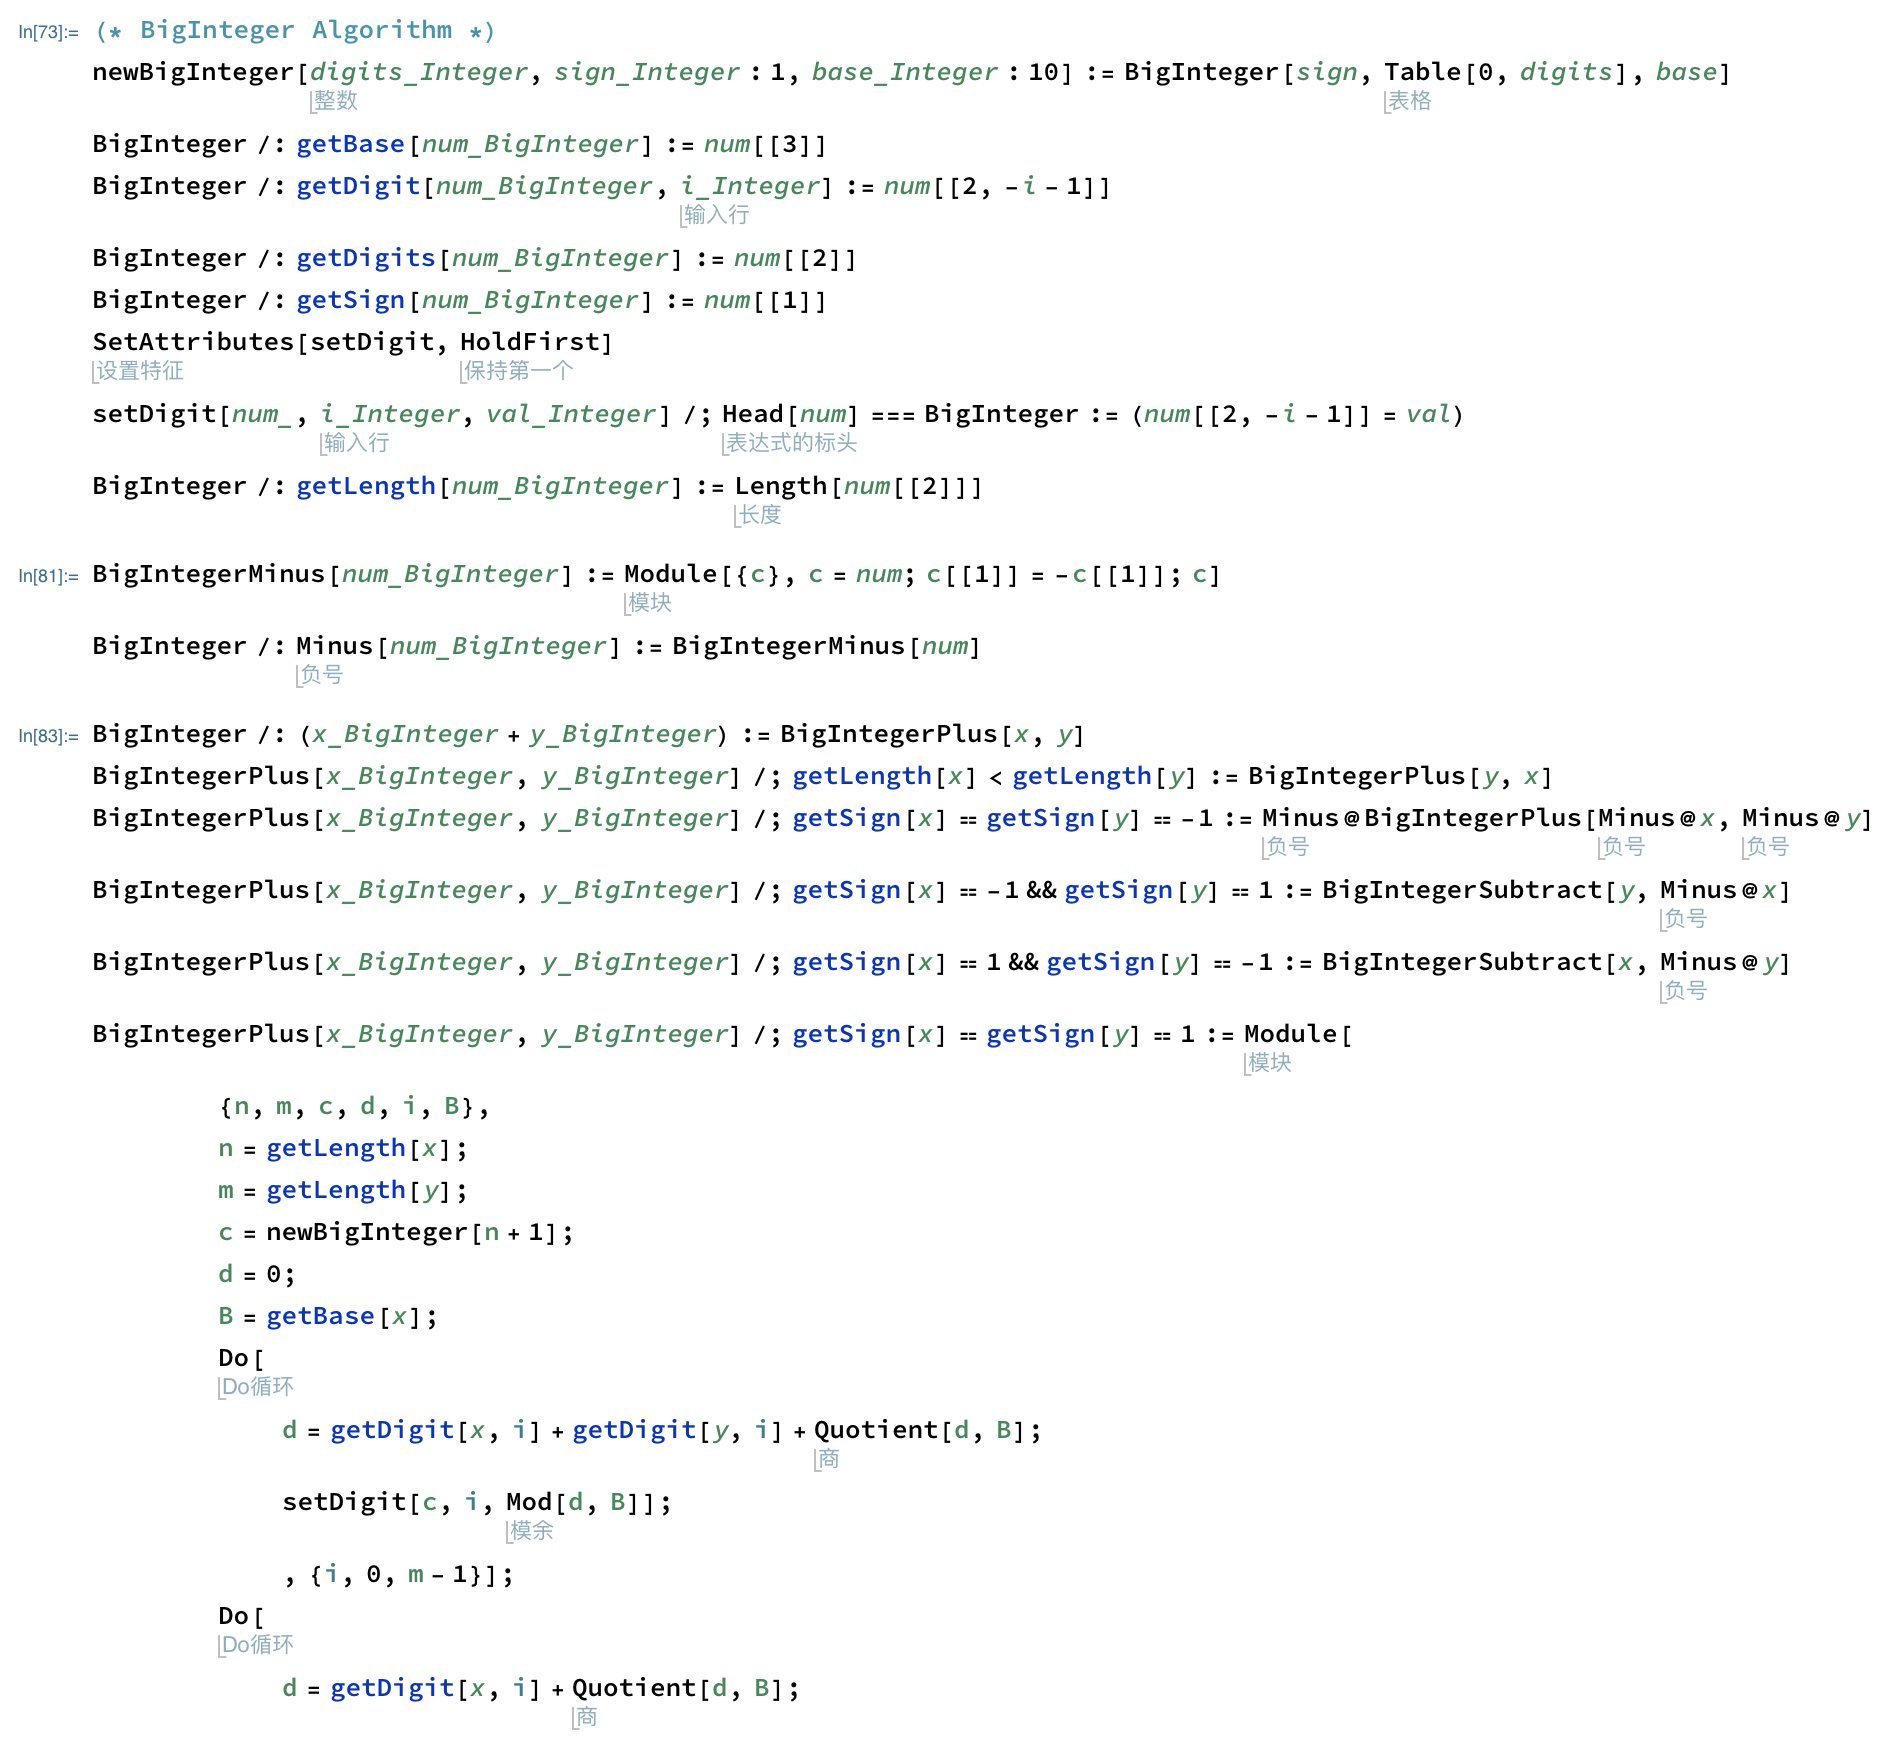 In[73]:= (* BigInteger Algorithm *)
newBigInteger[digits_Integer, sign_Integer : 1, base_Integer : 10] := BigInteger[sign, Table[0, digits], base]
整数 表格
BigInteger /: getBase[num_BigInteger] := num[[3]]
BigInteger /: getDigit[num_BigInteger, i_Integer] := num[[2, -i - 1]]
输入行
BigInteger /: getDigits[num_BigInteger] := num[[2]]
BigInteger /: getSign[num_BigInteger] := num[[1]]
SetAttributes[setDigit, HoldFirst]
设置特征 保持第一个
setDigit[num_, i_Integer, val_Integer] /; Head[num] === BigInteger := (num[[2, -i - 1]] = val)
输入行 表达式的标头
BigInteger /: getLength[num_BigInteger] := Length[num[[2]]]
长度
In[81]:= BigIntegerMinus[num_BigInteger] := Module[{c}, c = num; c[[1]] = -c[[1]]; c]
模块
BigInteger /: Minus[num_BigInteger] := BigIntegerMinus[num]
负号
In[83]:= BigInteger /: (x_BigInteger + y_BigInteger) := BigIntegerPlus[x, y]
BigIntegerPlus[x_BigInteger, y_BigInteger] /; getLength[x] < getLength[y] := BigIntegerPlus[y, x]
BigIntegerPlus[x_BigInteger, y_BigInteger] /; getSign[x] == getSign[y] == -1 := Minus@BigIntegerPlus[Minus@x, Minus@y]
负号 负号 负号
BigIntegerPlus[x_BigInteger, y_BigInteger] /; getSign[x] == -1 && getSign[y] == 1 := BigIntegerSubtract[y, Minus@x]
负号
BigIntegerPlus[x_BigInteger, y_BigInteger] /; getSign[x] == 1 && getSign[y] == -1 := BigIntegerSubtract[x, Minus@y]
负号
BigIntegerPlus[x_BigInteger, y_BigInteger] /; getSign[x] == getSign[y] == 1 := Module[
模块
{n, m, c, d, i, B},
n = getLength[x];
m = getLength[y];
c = newBigInteger[n + 1];
d = 0;
B = getBase[x];
Do[
Do循环
d = getDigit[x, i] + getDigit[y, i] + Quotient[d, B];
商
setDigit[c, i, Mod[d, B]];
模余
, {i, 0, m - 1}];
Do[
Do循环
d = getDigit[x, i] + Quotient[d, B];
商